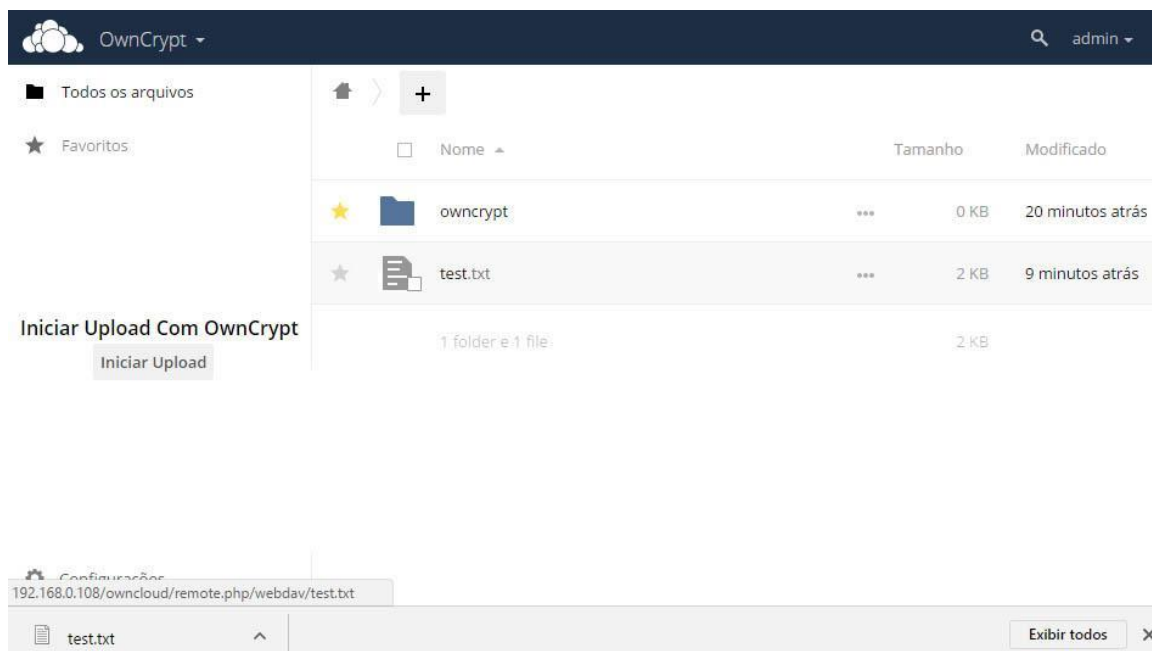 OwnCrypt admin
Todos os arquivos
+
Favoritos
Nome Tamanho Modificado
owncrypt ... 0 KB 20 minutos atrás
test.txt ... 2 KB 9 minutos atrás
Iniciar Upload Com OwnCrypt
1 folder e 1 file 2 KB
Iniciar Upload
Configurações
192.168.0.108/owncloud/remote.php/webdav/test.txt
test.txt Exibir todos